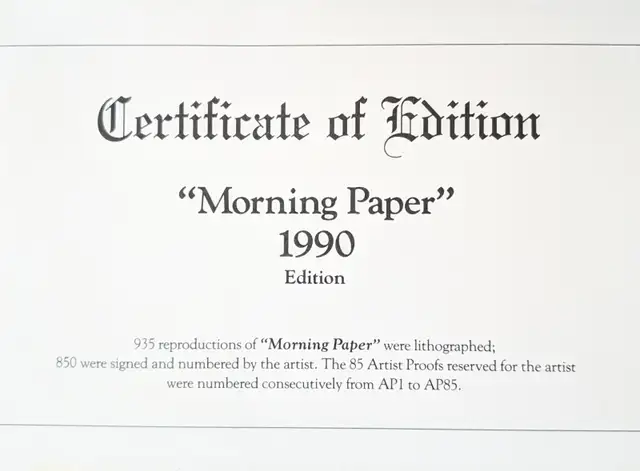 Certificate of Edition
“Morning Paper”
1990
Edition
935 reproductions of “Morning Paper” were lithographed;
850 were signed and numbered by the artist. The 85 Artist Proofs reserved for the artist
were numbered consecutively from AP1 to AP85.